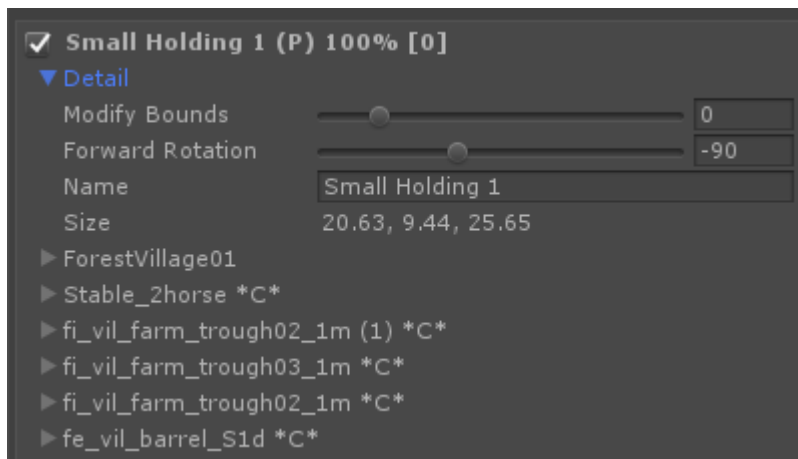 Small Holding 1 (P) 100% [0]
Detail
Modify Bounds 0
Forward Rotation -90
Name Small Holding 1
Size 20.63, 9.44, 25.65
ForestVillage01
Stable_2horse *C*
fi_vil_farm_trough02_1m (1) *C*
fi_vil_farm_trough03_1m *C*
fi_vil_farm_trough02_1m *C*
fe_vil_barrel_S1d *C*